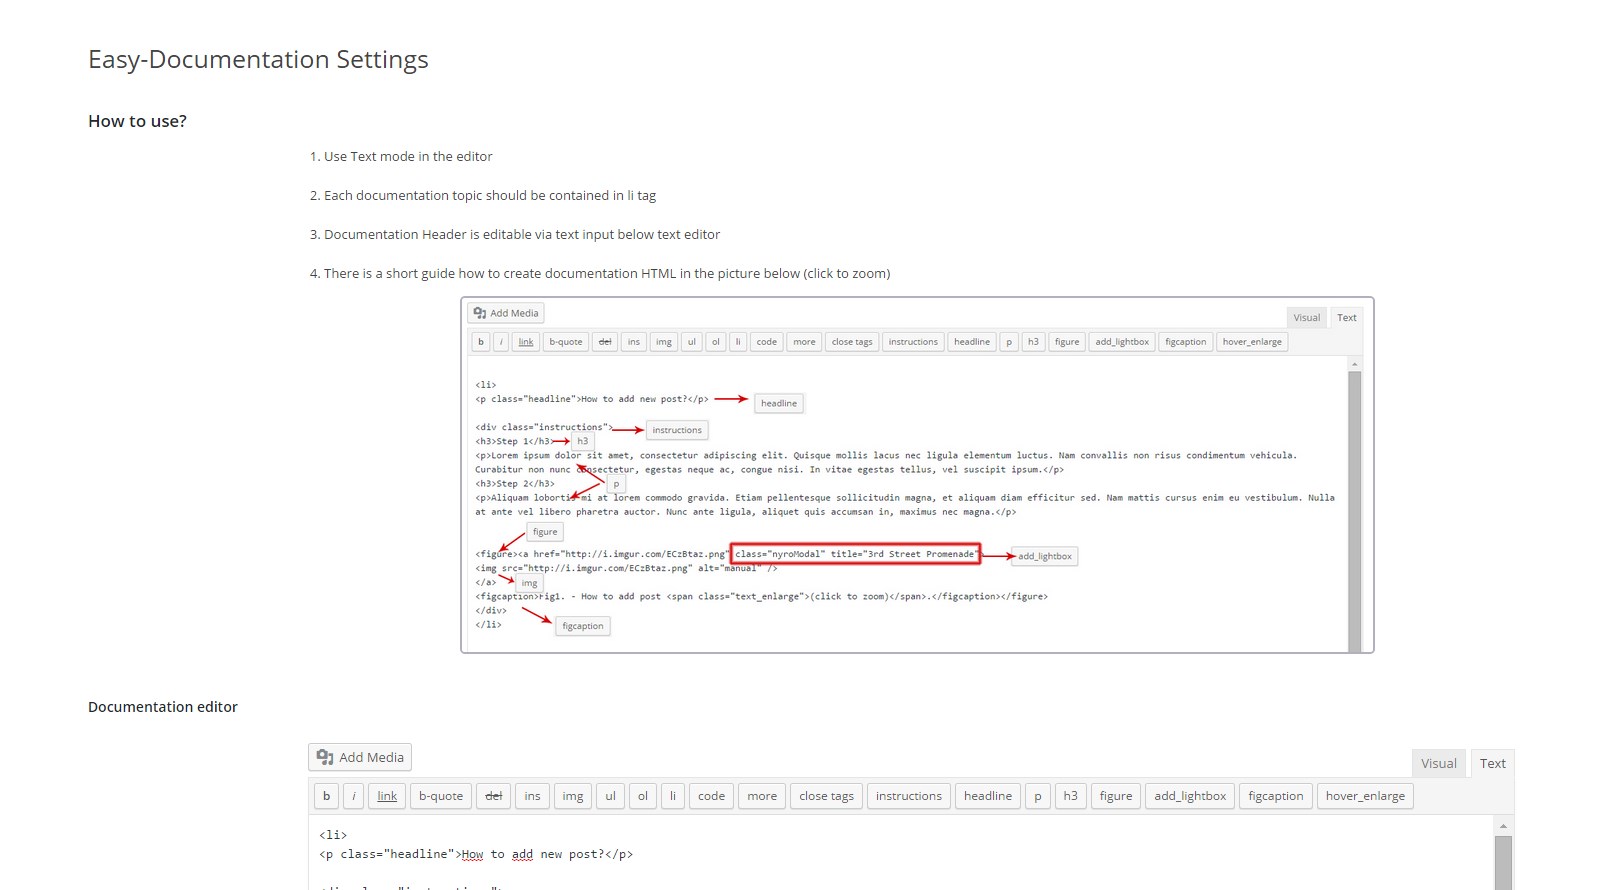 Easy-Documentation Settings
How to use?
1. Use Text mode in the editor
2. Each documentation topic should be contained in li tag
3. Documentation Header is editable via text input below text editor
4. There is a short guide how to create documentation HTML in the picture below (click to zoom)
Add Media
Visual Text
b i link b-quote del ins img ul ol li code more close tags instructions headline p h3 figure add_lightbox figcaption hover_enlarge
<li>
<p class="headline">How to add new post?</p> headline
<div class="instructions"> instructions
<h3>Step 1</h3> h3
<p>Lorem ipsum dolor sit amet, consectetur adipiscing elit. Quisque mollis lacus nec ligula elementum luctus. Nam convallis non risus condimentum vehicula.
Curabitur non nunc consectetur, egestas neque ac, congue nisi. In vitae egestas tellus, vel suscipit ipsum.</p>
<h3>Step 2</h3> p
<p>Aliquam lobortis mi at lorem commodo gravida. Etiam pellentesque sollicitudin magna, et aliquam diam efficitur sed. Nam mattis cursus enim eu vestibulum. Nulla
at ante vel libero pharetra auctor. Nunc ante ligula, aliquet quis accumsan in, maximus nec magna.</p>
figure
<figure><a href="http://i.imgur.com/ECzBtaz.png" class="nyroModal" title="3rd Street Promenade"> add_lightbox
<img src="http://i.imgur.com/ECzBtaz.png" alt="manual" />
</a> img
<figcaption>Fig1. - How to add post <span class="text_enlarge">(click to zoom)</span>.</figcaption></figure>
</div>
</li> figcaption
Documentation editor
Add Media
Visual Text
b i link b-quote del ins img ul ol li code more close tags instructions headline p h3 figure add_lightbox figcaption hover_enlarge
<li>
<p class="headline">How to add new post?</p>